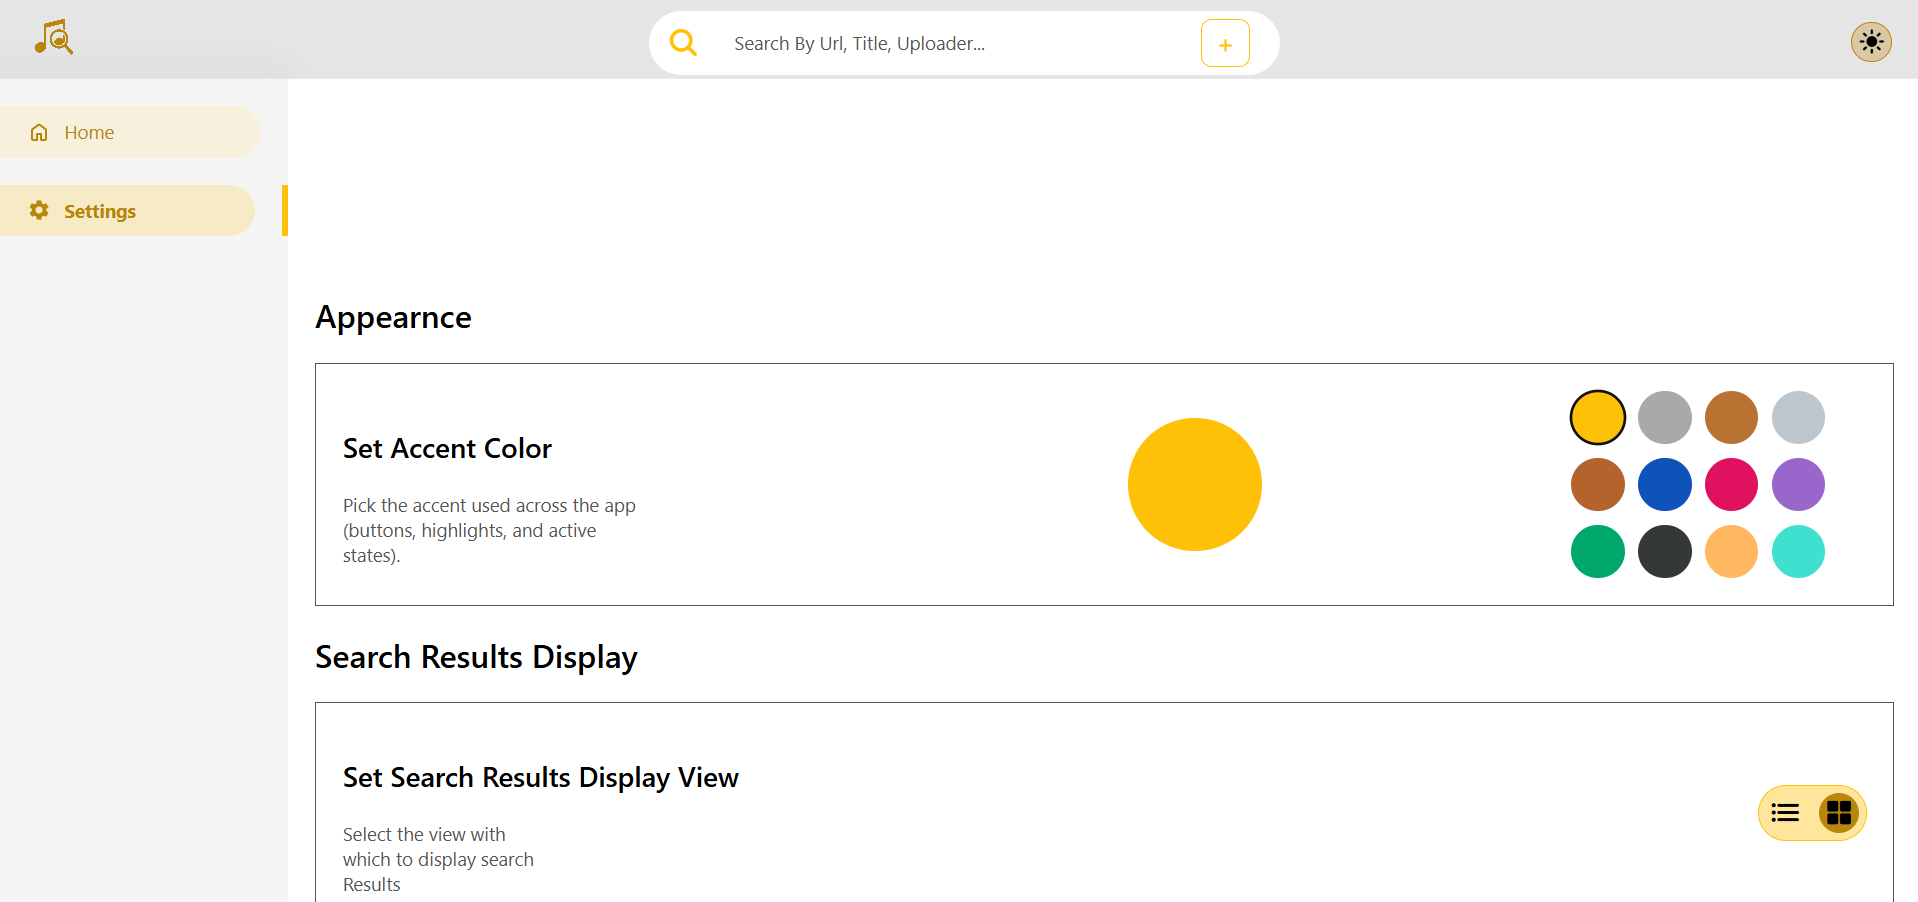 Search By Url, Title, Uploader...
+
Home
Settings
Appearnce
Set Accent Color
Pick the accent used across the app
(buttons, highlights, and active
states).
Search Results Display
Set Search Results Display View
Select the view with
which to display search
Results